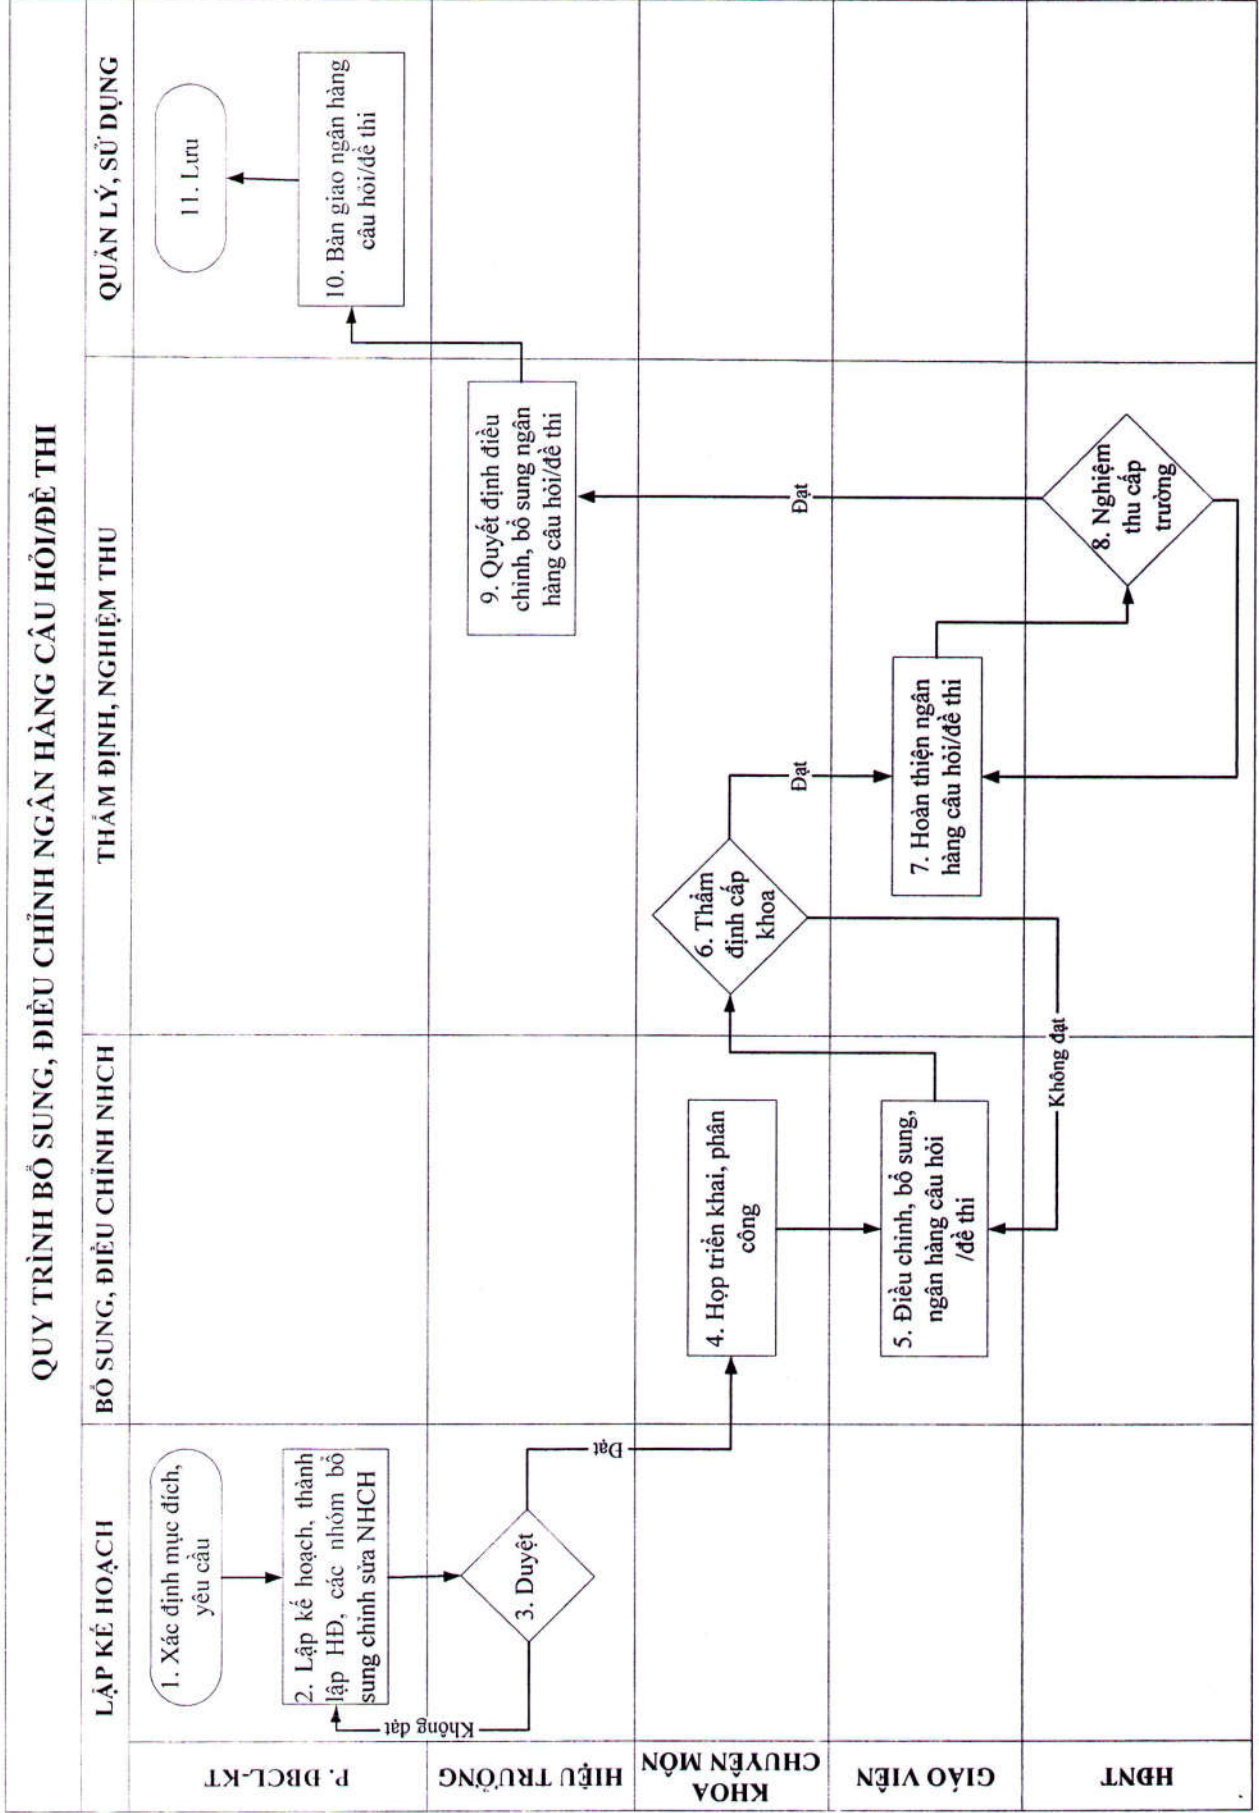 QUY TRÌNH BỔ SUNG, ĐIỀU CHỈNH NGÂN HÀNG CÂU HỎI/ĐỀ THI
LẬP KẾ HOẠCH
BỔ SUNG, ĐIỀU CHỈNH NHCH
THẨM ĐỊNH, NGHIỆM THU
QUẢN LÝ, SỬ DỤNG
P. ĐBCL-KT
1. Xác định mục đích,
yêu cầu
2. Lập kế hoạch, thành
lập HĐ, các nhóm bổ
sung chỉnh sửa NHCH
Không đạt
10. Bàn giao ngân hàng
câu hỏi/đề thi
11. Lưu
HIỆU TRƯỞNG
3. Duyệt
Đạt
9. Quyết định điều
chỉnh, bổ sung ngân
hàng câu hỏi/đề thi
KHOA
CHUYÊN MÔN
4. Họp triển khai, phân
công
6. Thẩm
định cấp
khoa
Đạt
Đạt
GIÁO VIÊN
5. Điều chỉnh, bổ sung,
ngân hàng câu hỏi
/đề thi
7. Hoàn thiện ngân
hàng câu hỏi/đề thi
HĐNT
Không đạt
8. Nghiệm
thu cấp
trường